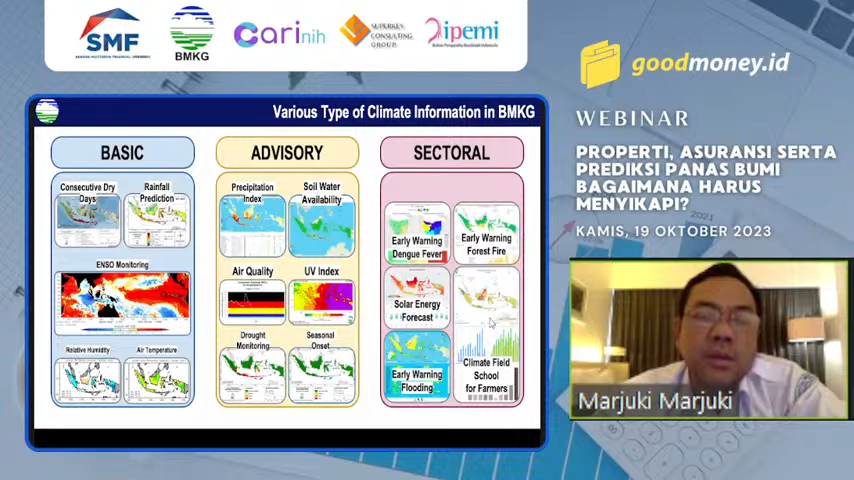 SMF
BMKG
carinih
SUPERKEY
CONSULTING
GROUP
ipemi
goodmoney.id
WEBINAR
PROPERTI, ASURANSI SERTA
PREDIKSI PANAS BUMI
BAGAIMANA HARUS
MENYIKAPI?
KAMIS, 19 OKTOBER 2023
2021
Various Type of Climate Information in BMKG
BASIC
Consecutive Dry
Days
Rainfall
Prediction
ENSO Monitoring
Relative Humidity
Air Temperature
ADVISORY
Precipitation
Index
Soil Water
Availability
Air Quality
UV Index
Drought
Monitoring
Seasonal
Onset
SECTORAL
Early Warning
Dengue Fever
Early Warning
Forest Fire
Solar Energy
Forecast
Early Warning
Flooding
Climate Field
School
for Farmers
Marjuki Marjuki